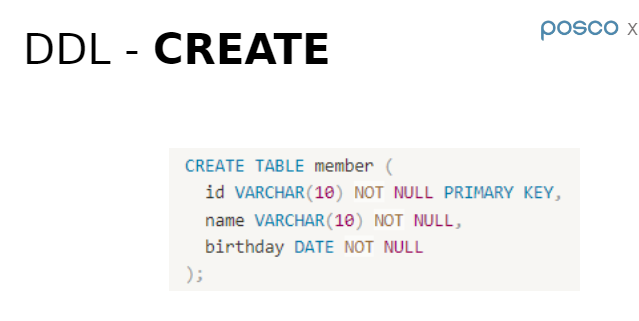 DDL - CREATE
posco x
CREATE TABLE member (
id VARCHAR(10) NOT NULL PRIMARY KEY,
name VARCHAR(10) NOT NULL,
birthday DATE NOT NULL
);